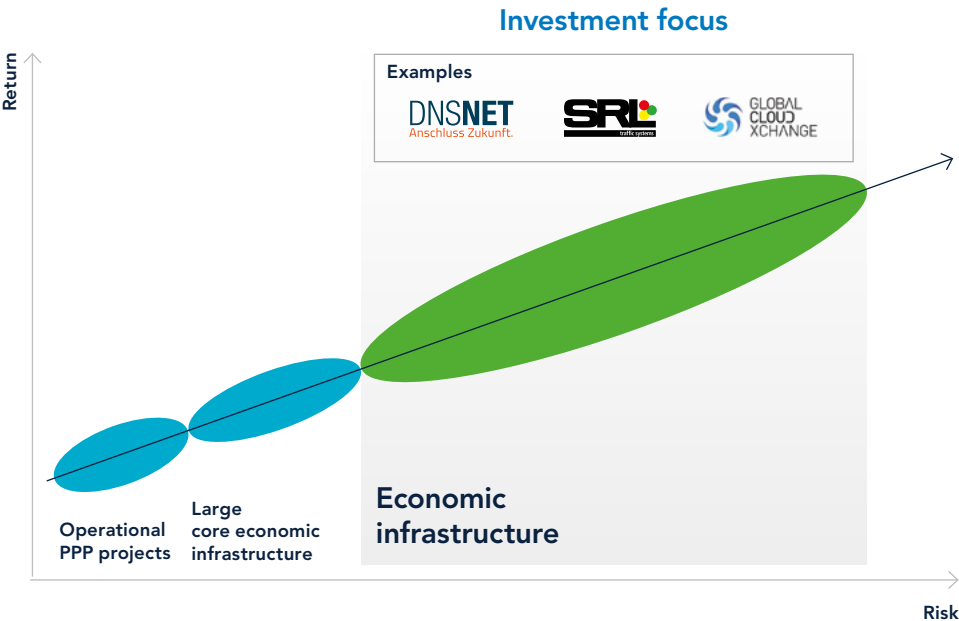 Investment focus
Return
Examples
DNSNET
Anschluss Zukunft.
SRL
traffic systems
GLOBAL
CLOUD
XCHANGE
Economic
infrastructure
Large
core economic
infrastructure
Operational
PPP projects
Risk